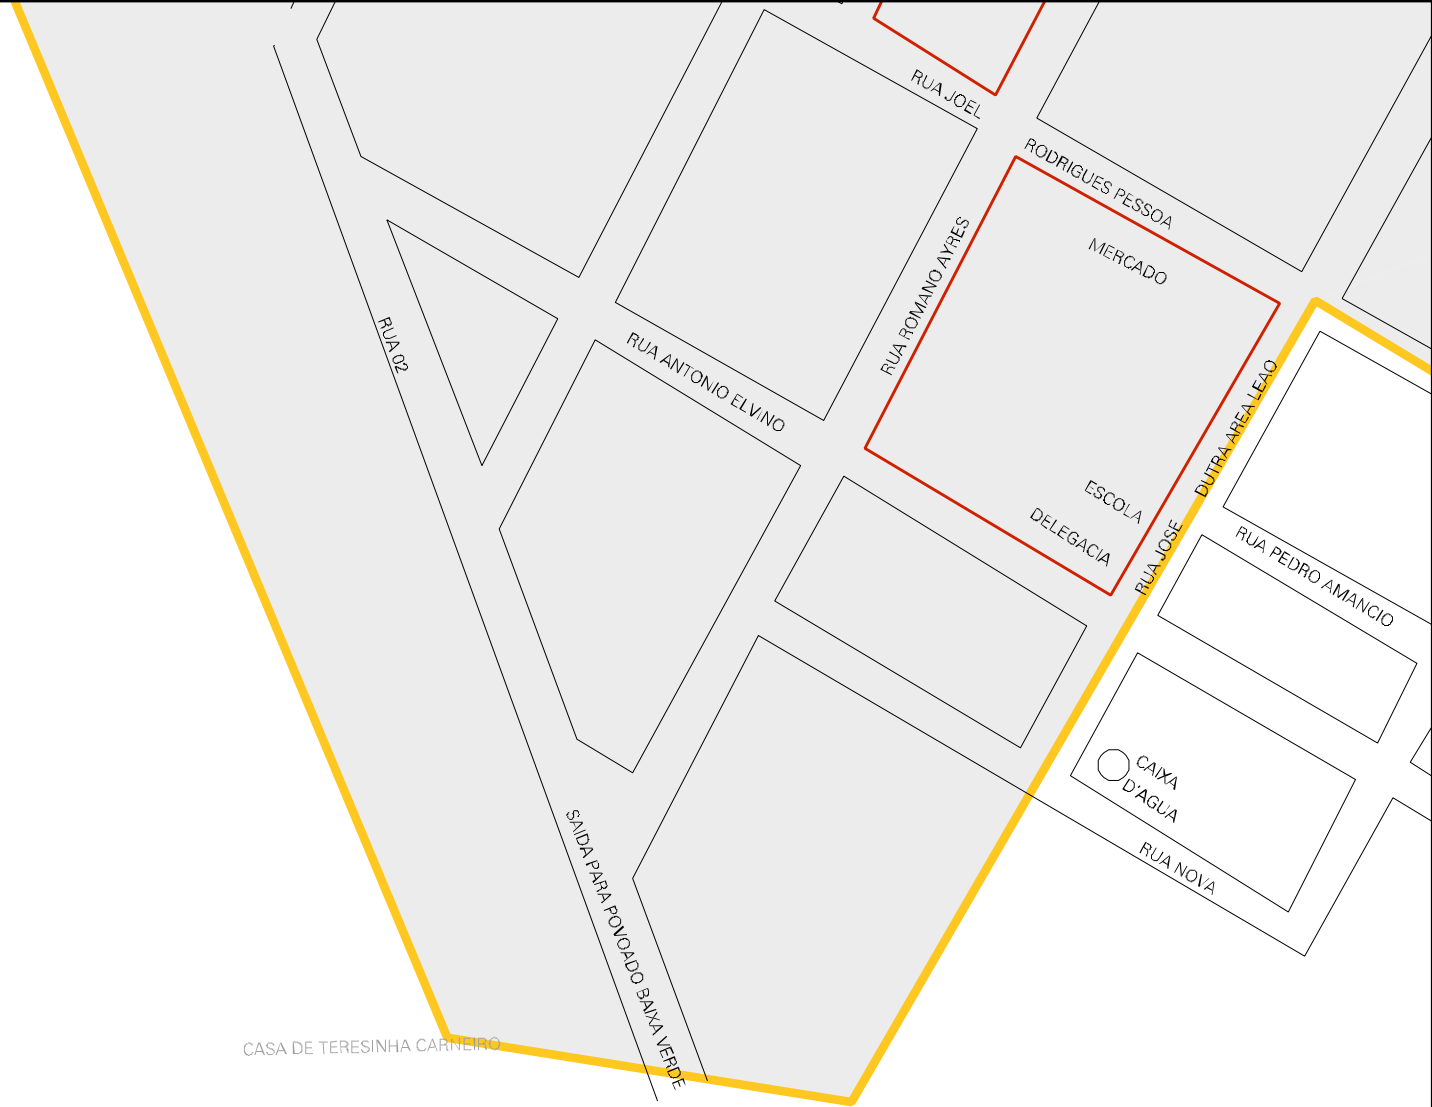 RUA JOEL
RODRIGUES PESSOA
MERCADO
RUA ROMANO AYRES
RUA 02
RUA ANTONIO ELVINO
DUTRA AREA LEAO
RUA JOSE
ESCOLA
DELEGACIA
RUA PEDRO AMANCIO
CAIXA
D'AGUA
RUA NOVA
SAIDA PARA POVOADO BAIXA VERDE
CASA DE TERESINHA CARNEIRO